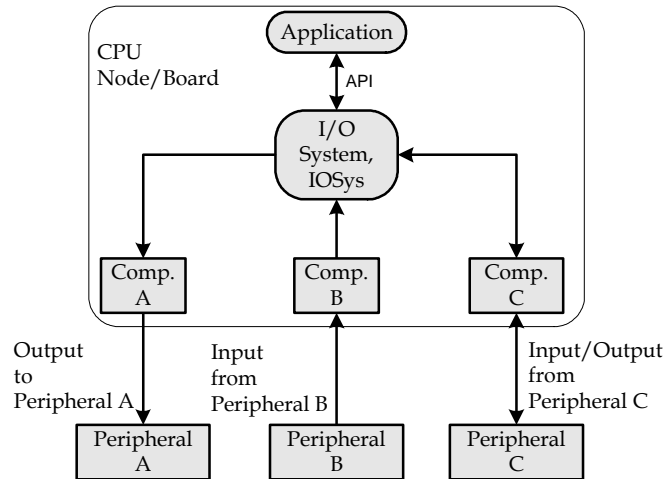 Application
CPU
Node/Board
API
I/O
System,
IOSys
Comp.
A
Comp.
B
Comp.
C
Output
to
Peripheral A
Input
from
Peripheral B
Input/Output
from
Peripheral C
Peripheral
A
Peripheral
B
Peripheral
C